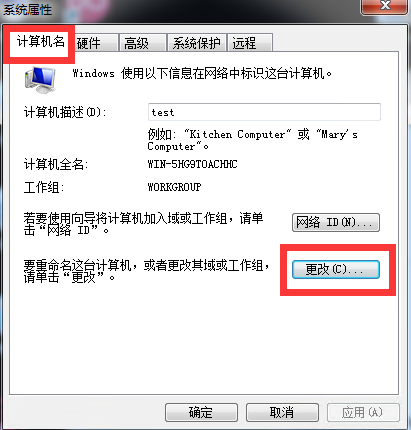 系统属性
计算机名 硬件 高级 系统保护 远程
Windows 使用以下信息在网络中标识这台计算机。
计算机描述(D): test
例如: "Kitchen Computer" 或 "Mary's
Computer"。
计算机全名: WIN-5HG9TOACHHC
工作组: WORKGROUP
若要使用向导将计算机加入域或工作组，请单
击“网络 ID”。
网络 ID(N)...
要重命名这台计算机，或者更改其域或工作组，
请单击“更改”。
更改(C)...
确定 取消 应用(A)